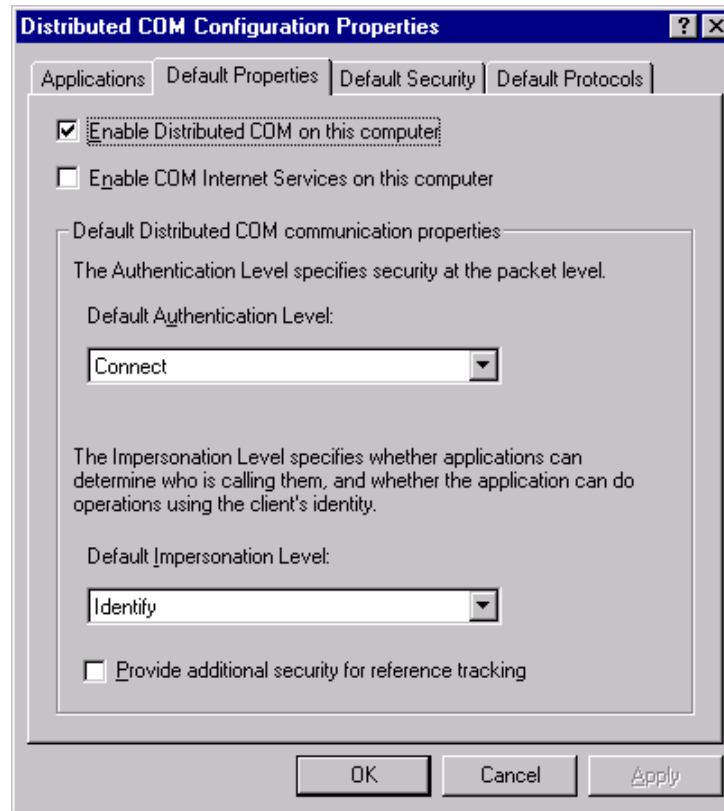 Distributed COM Configuration Properties
Applications
Default Properties
Default Security
Default Protocols
Enable Distributed COM on this computer
Enable COM Internet Services on this computer
Default Distributed COM communication properties
The Authentication Level specifies security at the packet level.
Default Authentication Level:
Connect
The Impersonation Level specifies whether applications can
determine who is calling them, and whether the application can do
operations using the client's identity.
Default Impersonation Level:
Identify
Provide additional security for reference tracking
OK
Cancel
Apply